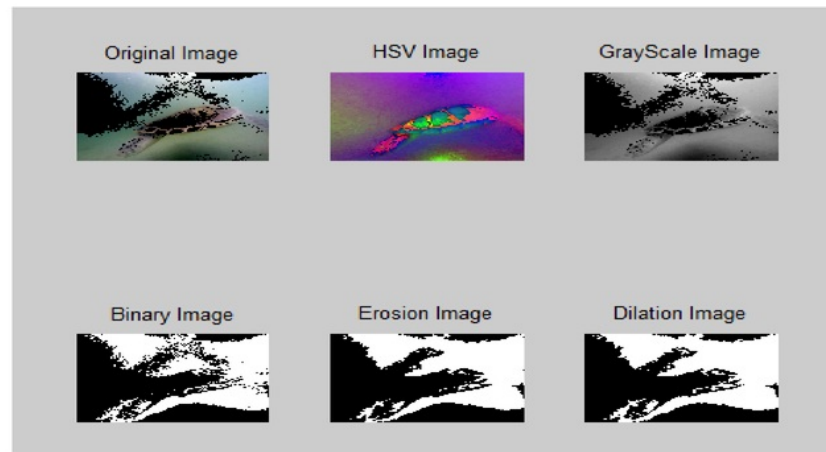 Original Image
HSV Image
GrayScale Image
Binary Image
Erosion Image
Dilation Image